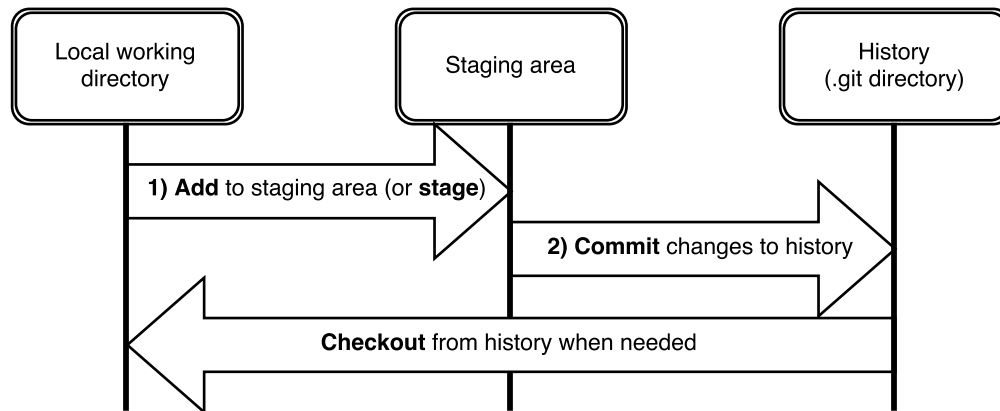 Local working
directory
Staging area
History
(.git directory)
1) Add to staging area (or stage)
2) Commit changes to history
Checkout from history when needed